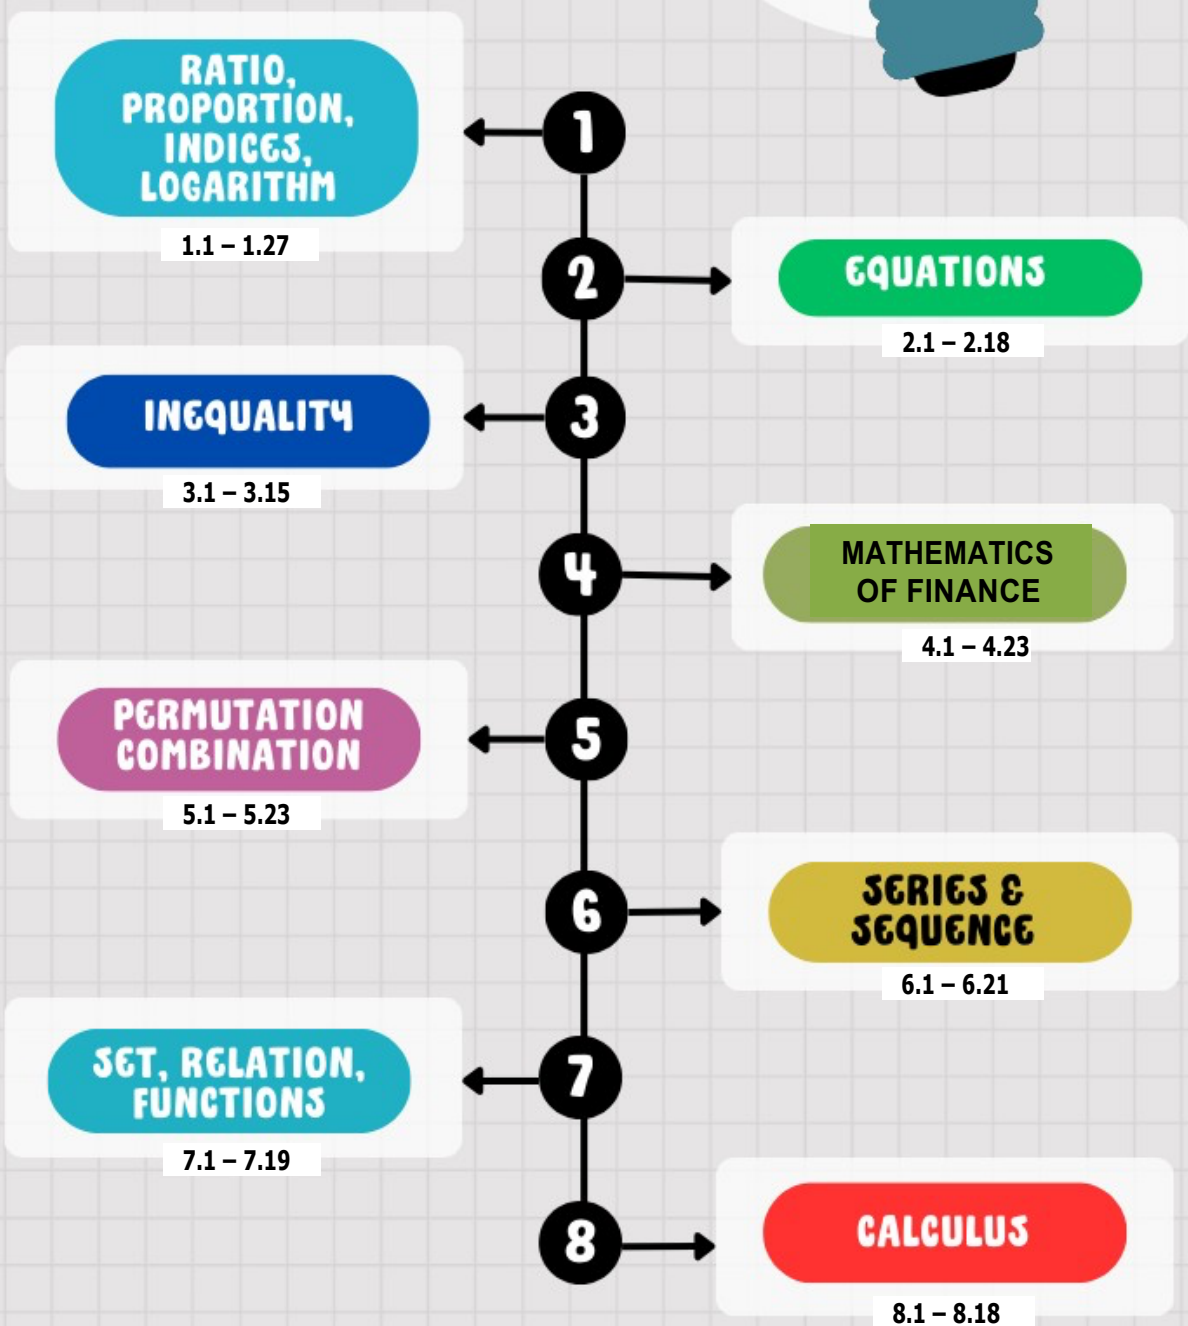 RATIO,
PROPORTION,
INDICES,
LOGARITHM
1.1 – 1.27
1
2
EQUATIONS
2.1 – 2.18
3
INEQUALITY
3.1 – 3.15
4
MATHEMATICS
OF FINANCE
4.1 – 4.23
5
PERMUTATION
COMBINATION
5.1 – 5.23
6
SERIES &
SEQUENCE
6.1 – 6.21
7
SET, RELATION,
FUNCTIONS
7.1 – 7.19
8
CALCULUS
8.1 – 8.18